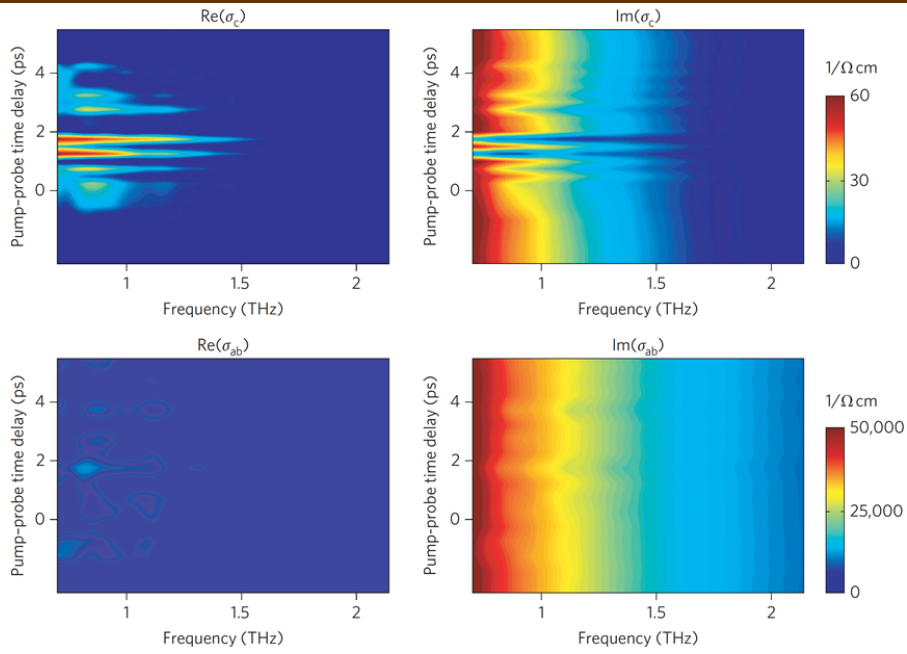 Re(σc)
Im(σc)
Pump–probe time delay (ps)
4
2
0
1
1.5
2
Frequency (THz)
Pump–probe time delay (ps)
4
2
0
1
1.5
2
Frequency (THz)
1/Ω cm
60
30
0
Re(σab)
Im(σab)
Pump–probe time delay (ps)
4
2
0
1
1.5
2
Frequency (THz)
Pump–probe time delay (ps)
4
2
0
1
1.5
2
Frequency (THz)
1/Ω cm
50,000
25,000
0